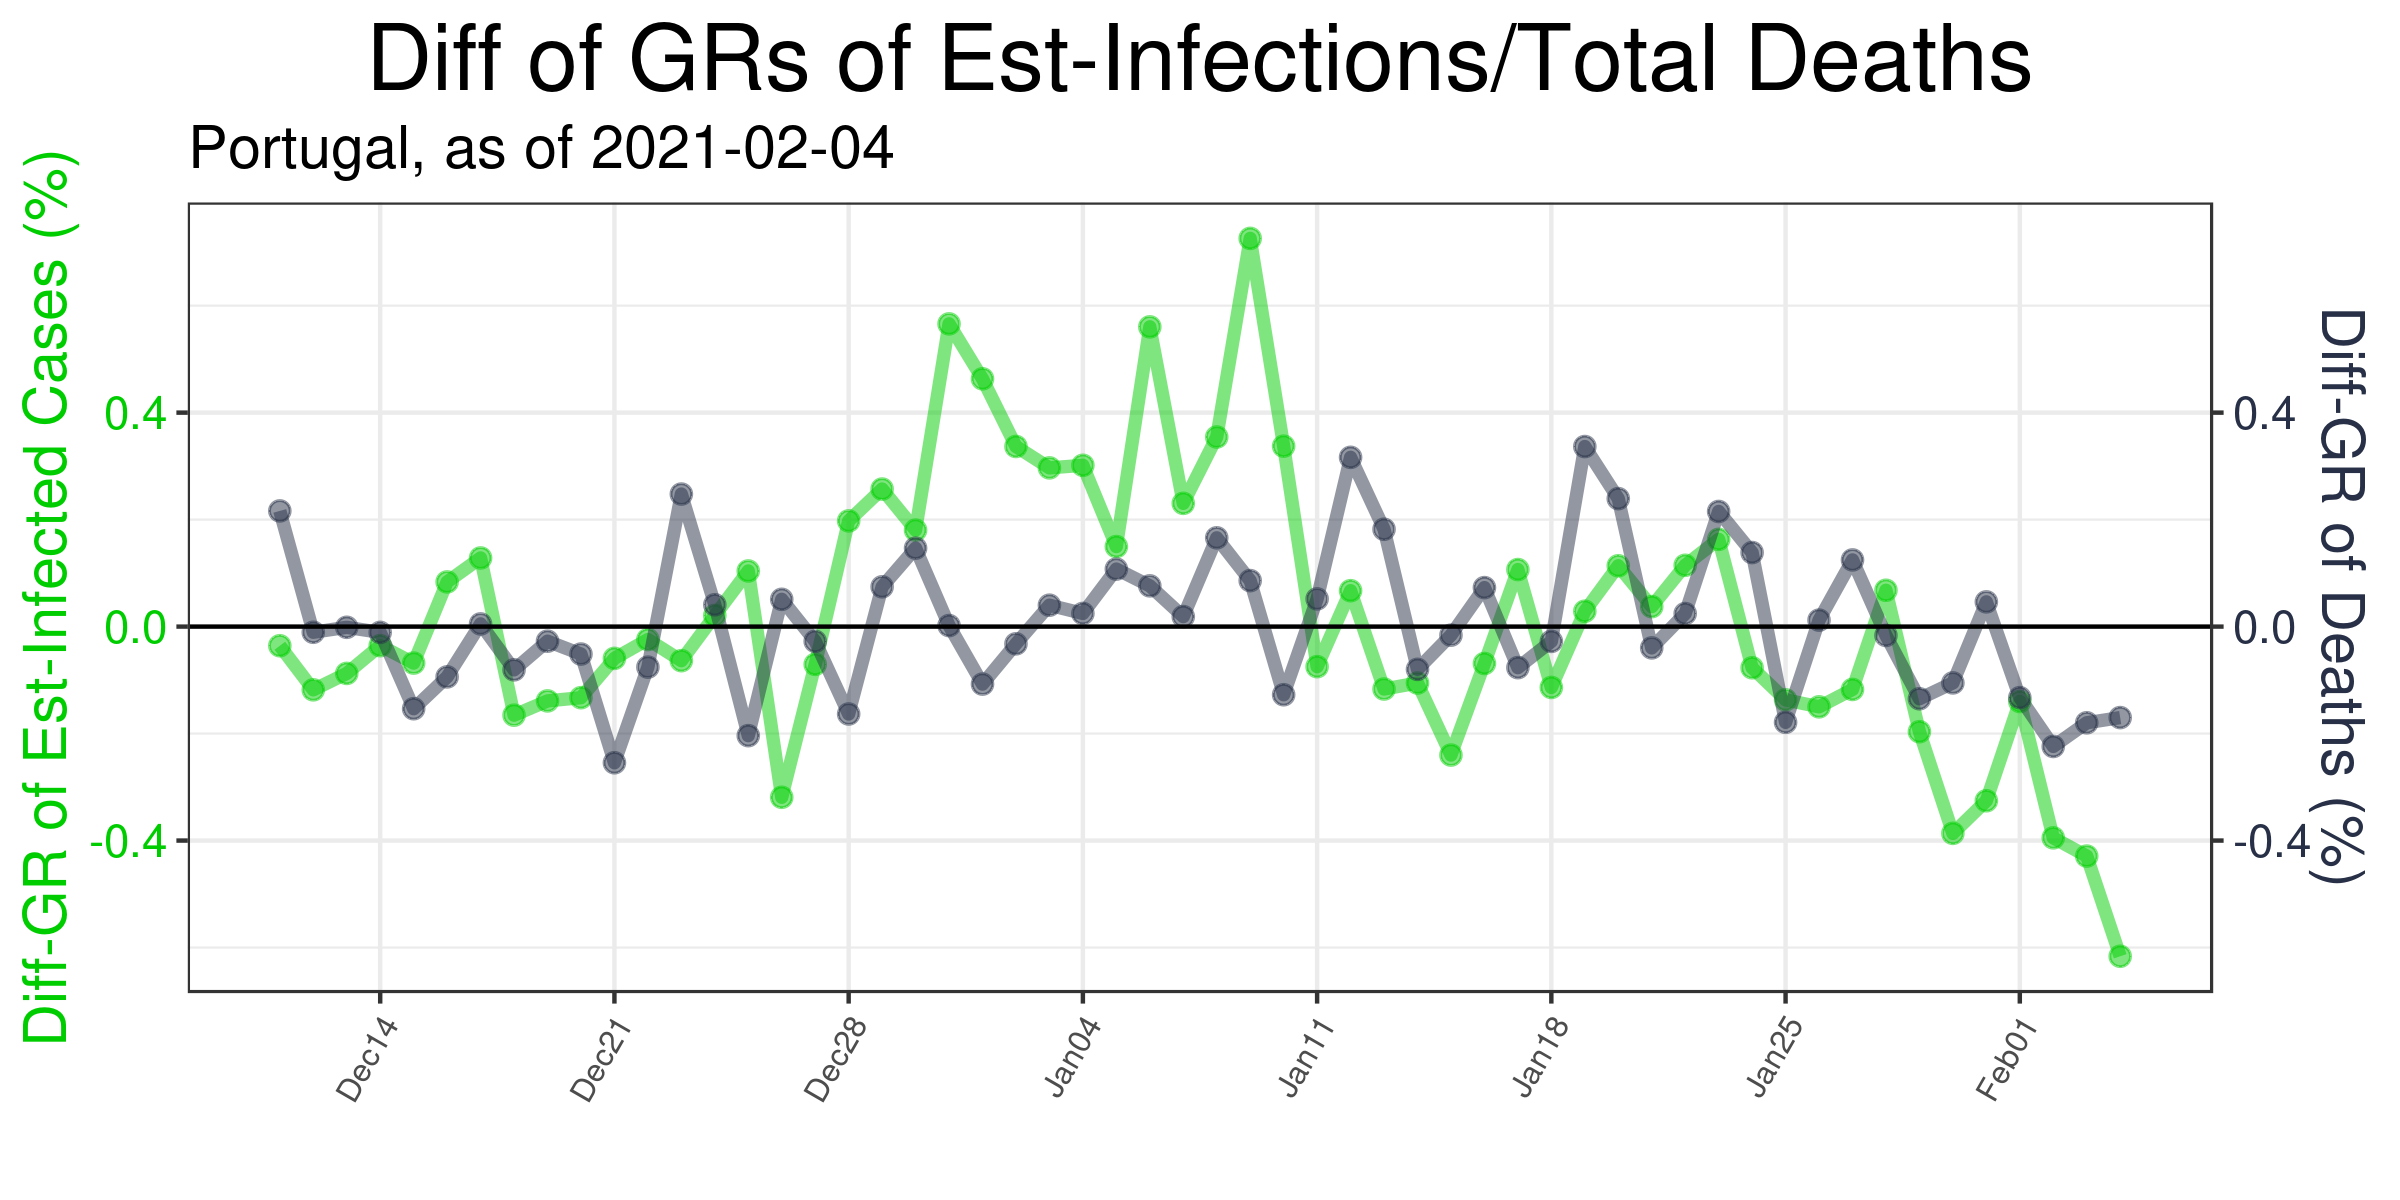 Diff of GRs of Est-Infections/Total Deaths
Portugal, as of 2021-02-04
Diff-GR of Est-Infected Cases (%)
0.4
0.0
-0.4
0.4
0.0
-0.4
Diff-GR of Deaths (%)
Dec14
Dec21
Dec28
Jan04
Jan11
Jan18
Jan25
Feb01